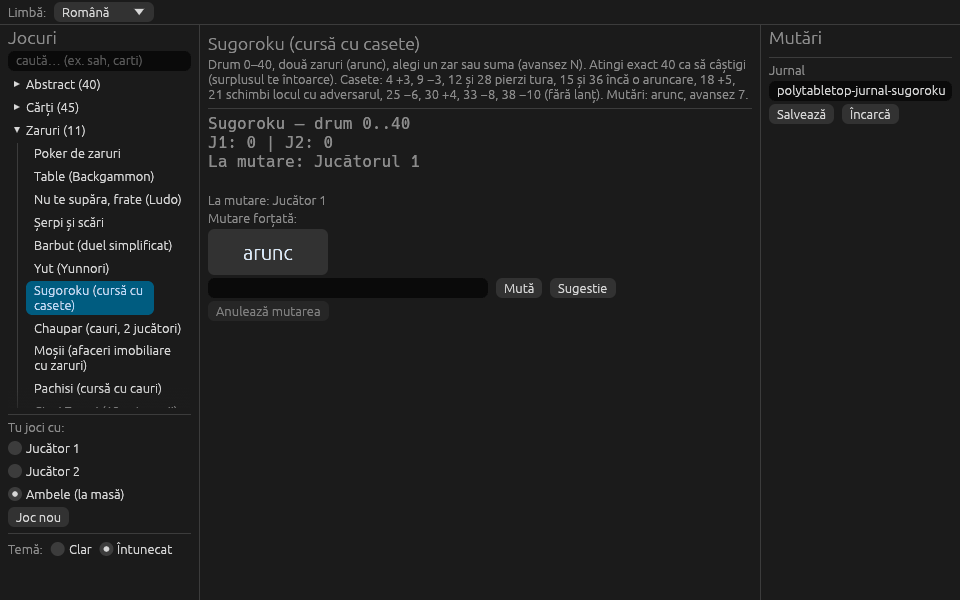 Limbă: Română
Jocuri
caută... (ex. sah, carti)
Abstract (40)
Cărți (45)
Zaruri (11)
Poker de zaruri
Table (Backgammon)
Nu te supăra, frate (Ludo)
Șerpi și scări
Barbut (duel simplificat)
Yut (Yunnori)
Sugoroku (cursă cu
casete)
Chaupar (cauri, 2 jucători)
Moșii (afaceri imobiliare
cu zaruri)
Pachisi (cursă cu cauri)
Tu joci cu:
Jucător 1
Jucător 2
Ambele (la masă)
Joc nou
Temă: Clar Întunecat
Sugoroku (cursă cu casete)
Drum 0–40, două zaruri (arunc), alegi un zar sau suma (avansez N). Atingi exact 40 ca să câștigi
(surplusul te întoarce). Casete: 4 +3, 9 −3, 12 și 28 pierzi tura, 15 și 36 încă o aruncare, 18 +5,
21 schimbi locul cu adversarul, 25 −6, 30 +4, 33 −8, 38 −10 (fără lanț). Mutări: arunc, avansez 7.
Sugoroku — drum 0..40
J1: 0 | J2: 0
La mutare: Jucătorul 1
La mutare: Jucător 1
Mutare forțată:
arunc
Mută Sugestie
Anulează mutarea
Mutări
Jurnal
polytabletop-jurnal-sugoroku
Salvează Încarcă